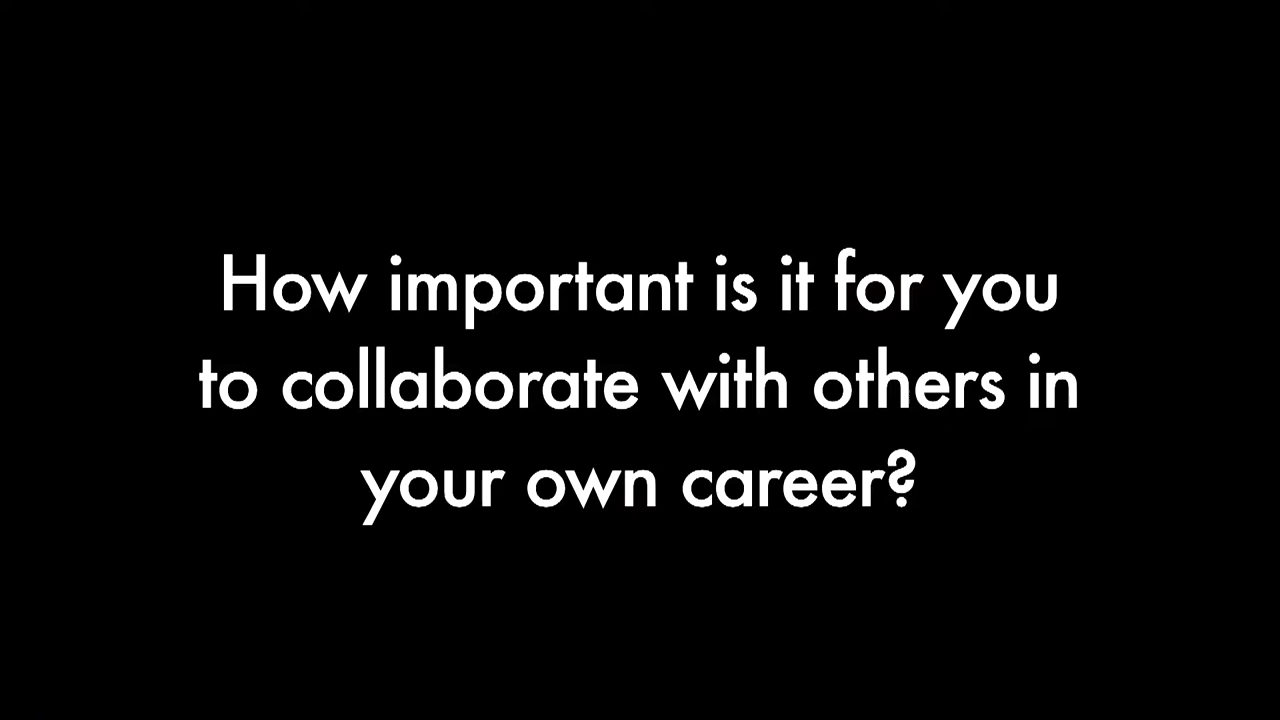 How important is it for you
to collaborate with others in
your own career?